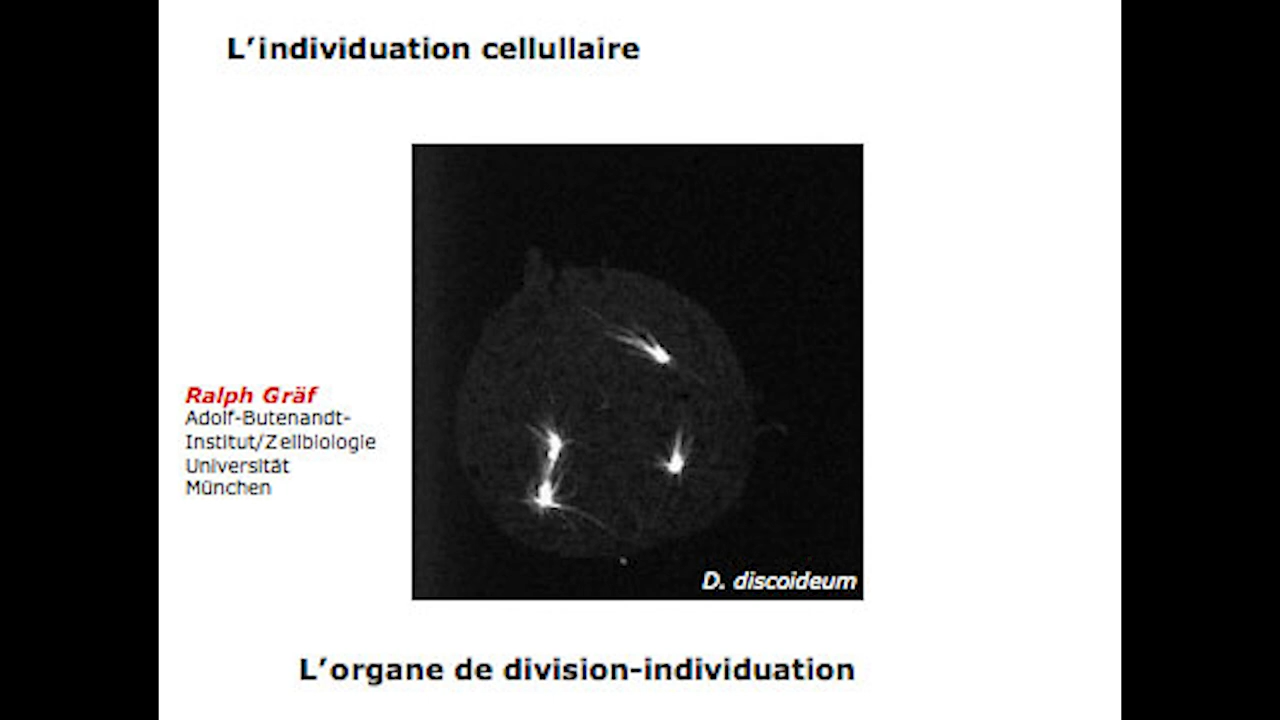 L’individuation cellullaire
Ralph Gräf
Adolf-Butenandt-
Institut/Zellbiologie
Universität
München
D. discoideum
L’organe de division-individuation